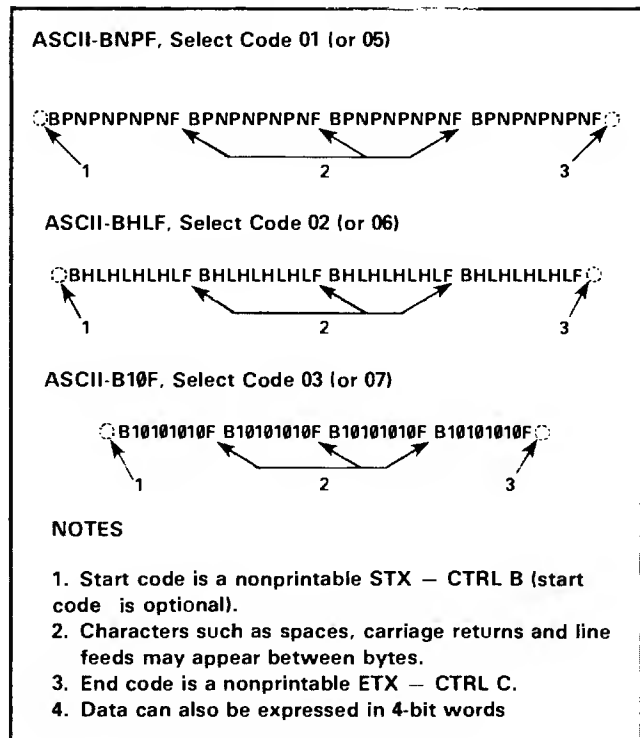 ASCII-BNPF, Select Code 01 (or 05)
BPNPNPNPNF BPNPNPNPNF BPNPNPNPNF BPNPNPNPNF
1 2 3
ASCII-BHLF, Select Code 02 (or 06)
BHLHLHLHLF BHLHLHLHLF BHLHLHLHLF BHLHLHLHLF
1 2 3
ASCII-B10F, Select Code 03 (or 07)
B10101010F B10101010F B10101010F B10101010F
1 2 3
NOTES
1. Start code is a nonprintable STX — CTRL B (start
code is optional).
2. Characters such as spaces, carriage returns and line
feeds may appear between bytes.
3. End code is a nonprintable ETX — CTRL C.
4. Data can also be expressed in 4-bit words